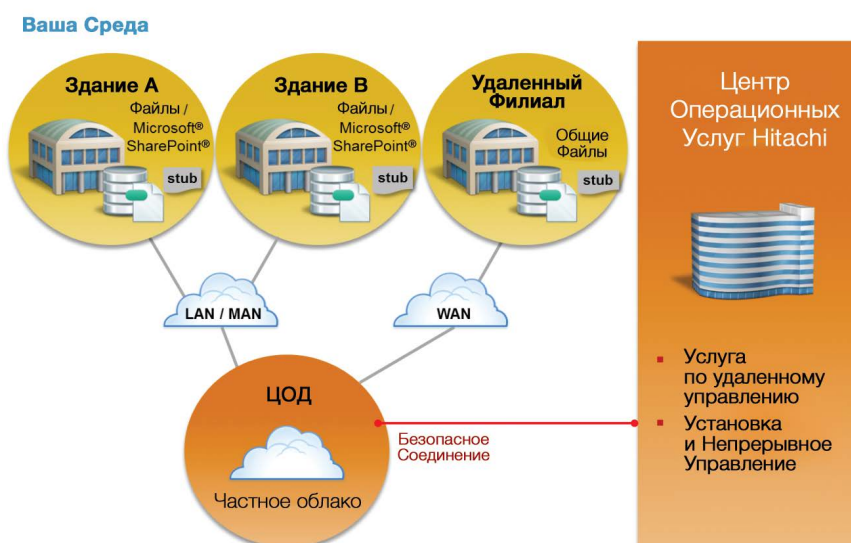 Ваша Среда
Здание А
Файлы /
Microsoft®
SharePoint®
stub
Здание В
Файлы /
Microsoft®
SharePoint®
stub
Удаленный
Филиал
Общие
Файлы
stub
LAN / MAN
WAN
ЦОД
Частное облако
Безопасное
Соединение
Центр
Операционных
Услуг Hitachi
▪ Услуга
по удаленному
управлению
▪ Установка
и Непрерывное
Управление